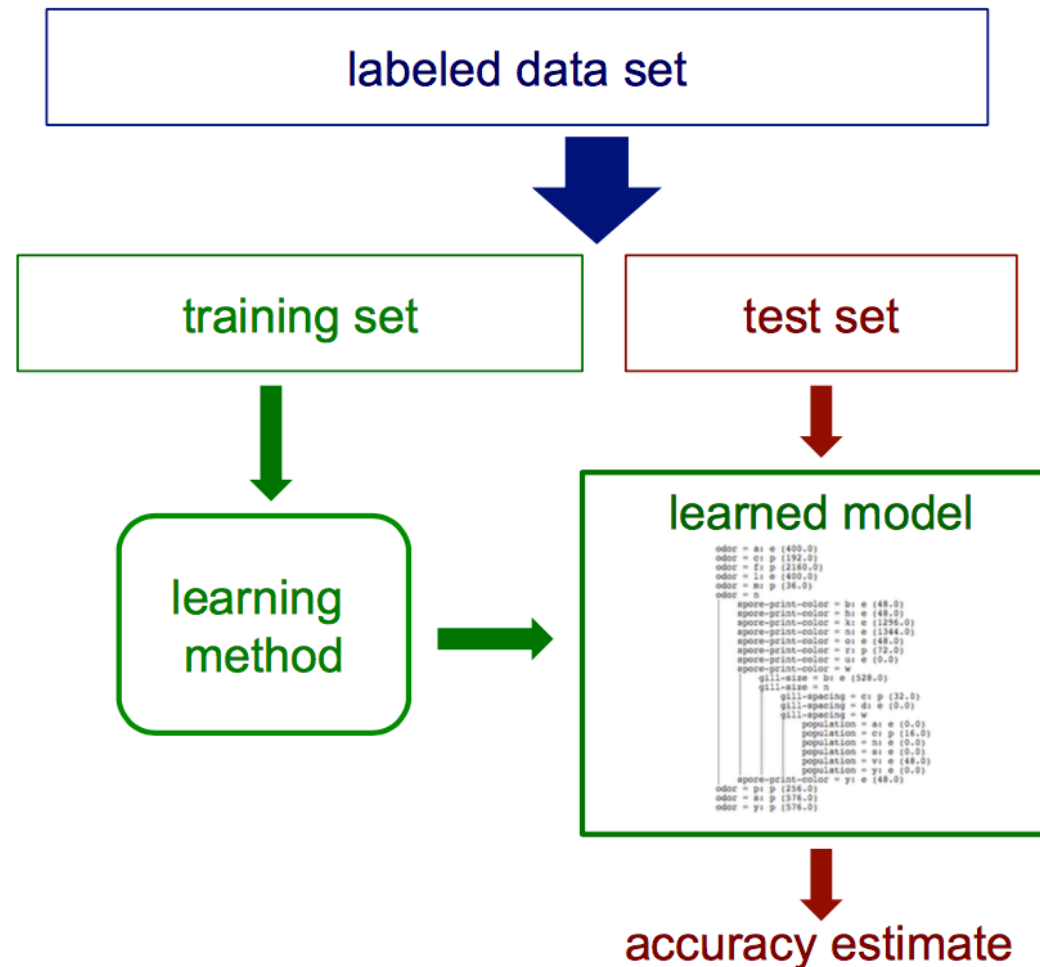 labeled data set
training set
test set
learning
method
learned model
odor = a: e (400.0)
odor = c: p (192.0)
odor = f: p (2160.0)
odor = l: e (400.0)
odor = m: p (36.0)
odor = n
| spore-print-color = b: e (48.0)
| spore-print-color = h: e (48.0)
| spore-print-color = k: e (1296.0)
| spore-print-color = n: e (1344.0)
| spore-print-color = o: e (48.0)
| spore-print-color = r: p (72.0)
| spore-print-color = u: e (0.0)
| spore-print-color = w
| | gill-size = b: e (528.0)
| | gill-size = n
| | | gill-spacing = c: p (32.0)
| | | gill-spacing = d: e (0.0)
| | | gill-spacing = w
| | | | population = a: e (0.0)
| | | | population = c: p (16.0)
| | | | population = n: e (0.0)
| | | | population = s: e (0.0)
| | | | population = v: e (48.0)
| | | | population = y: e (0.0)
| spore-print-color = y: e (48.0)
odor = p: p (256.0)
odor = s: p (576.0)
odor = y: p (576.0)
accuracy estimate